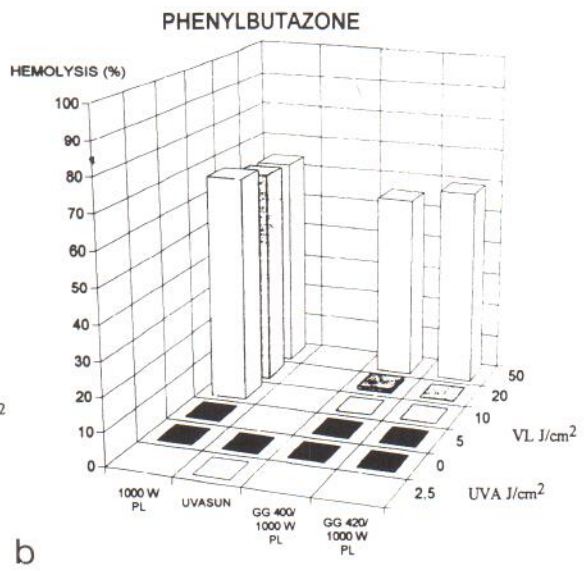 PHENYLBUTAZONE
HEMOLYSIS (%)
100
90
80
70
60
50
40
30
20
10
0
50
20
10
5
0
2.5
VL J/cm²
UVA J/cm²
1000 W
PL
UVASUN
GG 400/
1000 W
PL
GG 420/
1000 W
PL
2
b